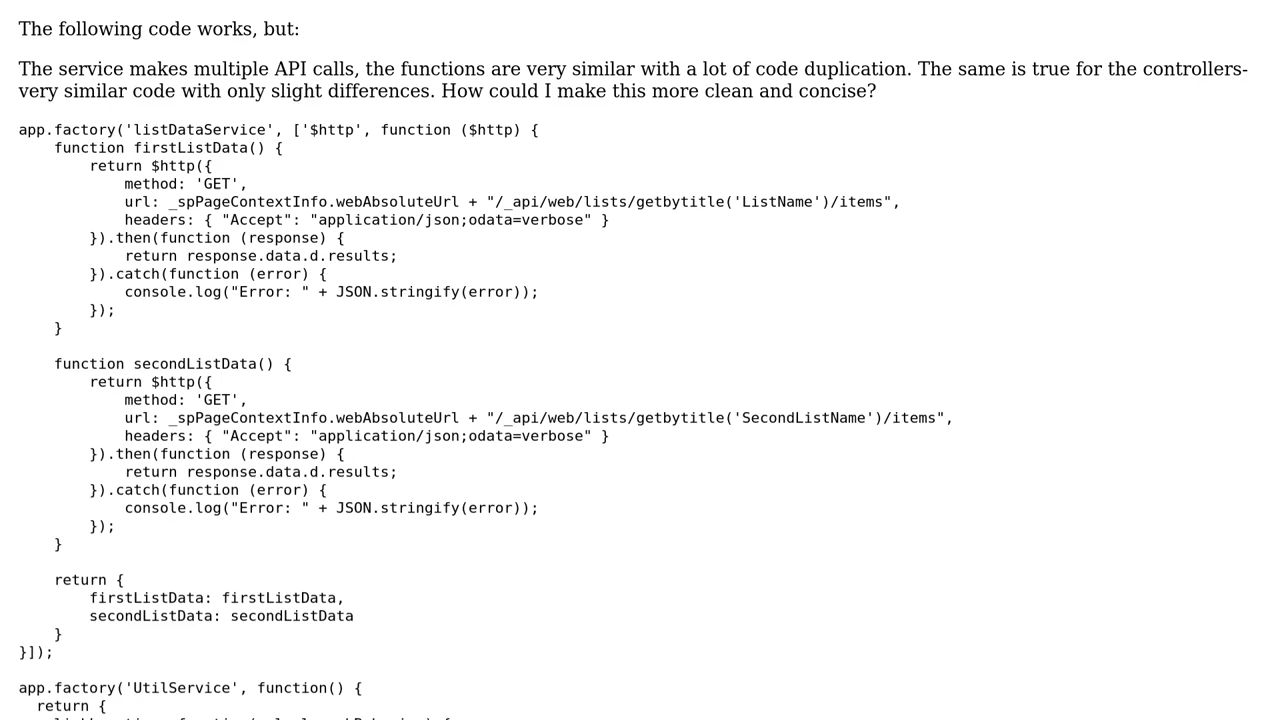 The following code works, but:
The service makes multiple API calls, the functions are very similar with a lot of code duplication. The same is true for the controllers-
very similar code with only slight differences. How could I make this more clean and concise?
app.factory('listDataService', ['$http', function ($http) {
    function firstListData() {
        return $http({
            method: 'GET',
            url: _spPageContextInfo.webAbsoluteUrl + "/_api/web/lists/getbytitle('ListName')/items",
            headers: { "Accept": "application/json;odata=verbose" }
        }).then(function (response) {
            return response.data.d.results;
        }).catch(function (error) {
            console.log("Error: " + JSON.stringify(error));
        });
    }
    function secondListData() {
        return $http({
            method: 'GET',
            url: _spPageContextInfo.webAbsoluteUrl + "/_api/web/lists/getbytitle('SecondListName')/items",
            headers: { "Accept": "application/json;odata=verbose" }
        }).then(function (response) {
            return response.data.d.results;
        }).catch(function (error) {
            console.log("Error: " + JSON.stringify(error));
        });
    }
    return {
        firstListData: firstListData,
        secondListData: secondListData
    }
}]);
app.factory('UtilService', function() {
  return {